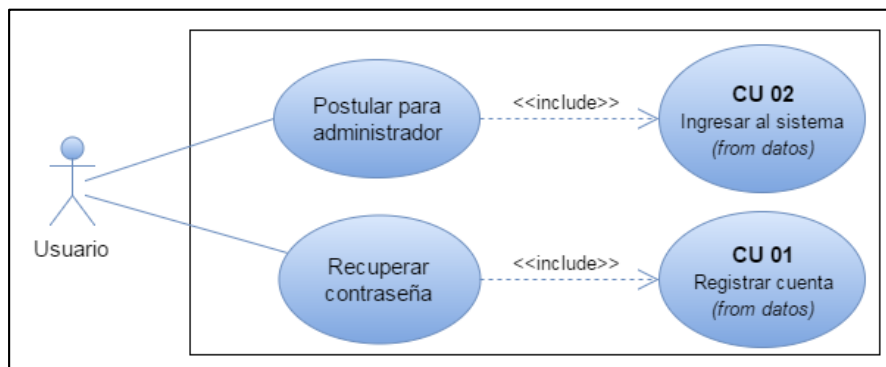 Postular para
administrador
<<include>>
CU 02
Ingresar al sistema
(from datos)
Usuario
Recuperar
contraseña
<<include>>
CU 01
Registrar cuenta
(from datos)